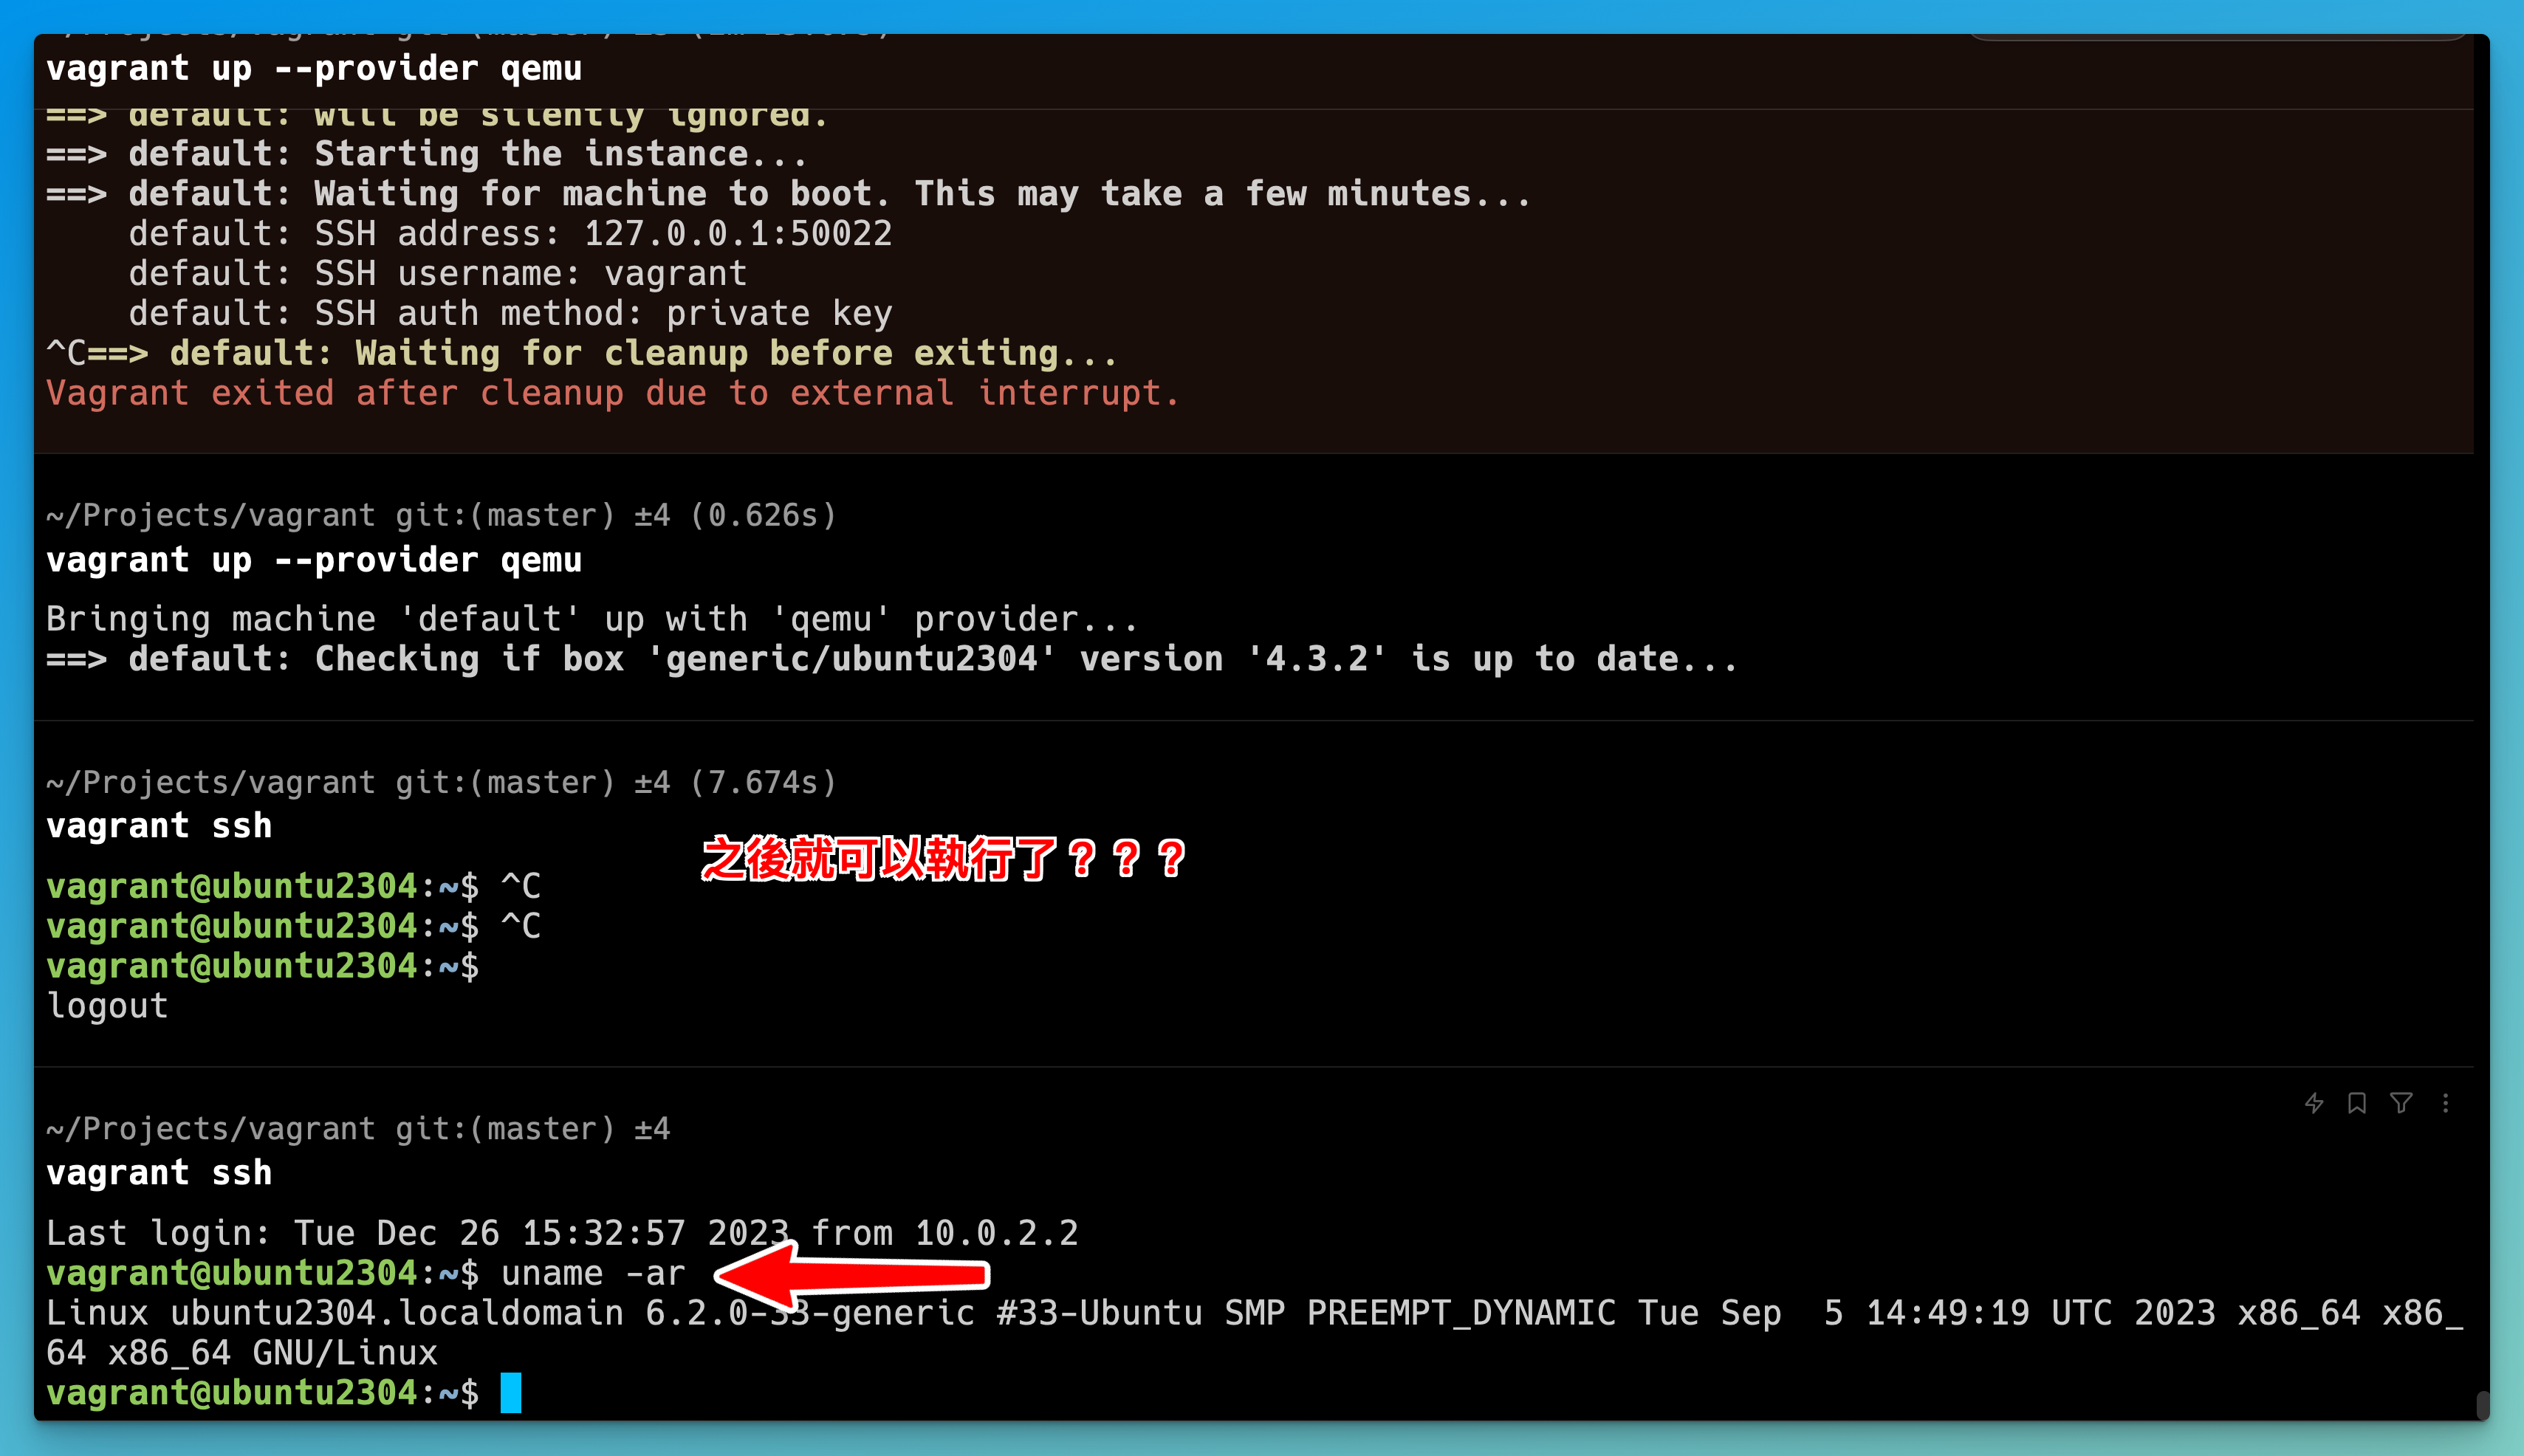 vagrant up --provider qemu
==> default: will be silently ignored.
==> default: Starting the instance...
==> default: Waiting for machine to boot. This may take a few minutes...
    default: SSH address: 127.0.0.1:50022
    default: SSH username: vagrant
    default: SSH auth method: private key
^C==> default: Waiting for cleanup before exiting...
Vagrant exited after cleanup due to external interrupt.
~/Projects/vagrant git:(master) ±4 (0.626s)
vagrant up --provider qemu
Bringing machine 'default' up with 'qemu' provider...
==> default: Checking if box 'generic/ubuntu2304' version '4.3.2' is up to date...
~/Projects/vagrant git:(master) ±4 (7.674s)
vagrant ssh
之後就可以執行了？？？
vagrant@ubuntu2304:~$ ^C
vagrant@ubuntu2304:~$ ^C
vagrant@ubuntu2304:~$
logout
~/Projects/vagrant git:(master) ±4
vagrant ssh
Last login: Tue Dec 26 15:32:57 2023 from 10.0.2.2
vagrant@ubuntu2304:~$ uname -ar
Linux ubuntu2304.localdomain 6.2.0-33-generic #33-Ubuntu SMP PREEMPT_DYNAMIC Tue Sep  5 14:49:19 UTC 2023 x86_64 x86_
64 x86_64 GNU/Linux
vagrant@ubuntu2304:~$